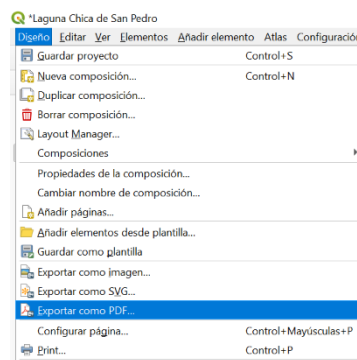 *Laguna Chica de San Pedro
Diseño Editar Ver Elementos Añadir elemento Atlas Configuració
Guardar proyecto Control+S
Nueva composición... Control+N
Duplicar composición...
Borrar composición...
Layout Manager...
Composiciones
Propiedades de la composición...
Cambiar nombre de composición...
Añadir páginas...
Añadir elementos desde plantilla...
Guardar como plantilla
Exportar como imagen...
Exportar como SVG...
Exportar como PDF...
Configurar página... Control+Mayúsculas+P
Print... Control+P